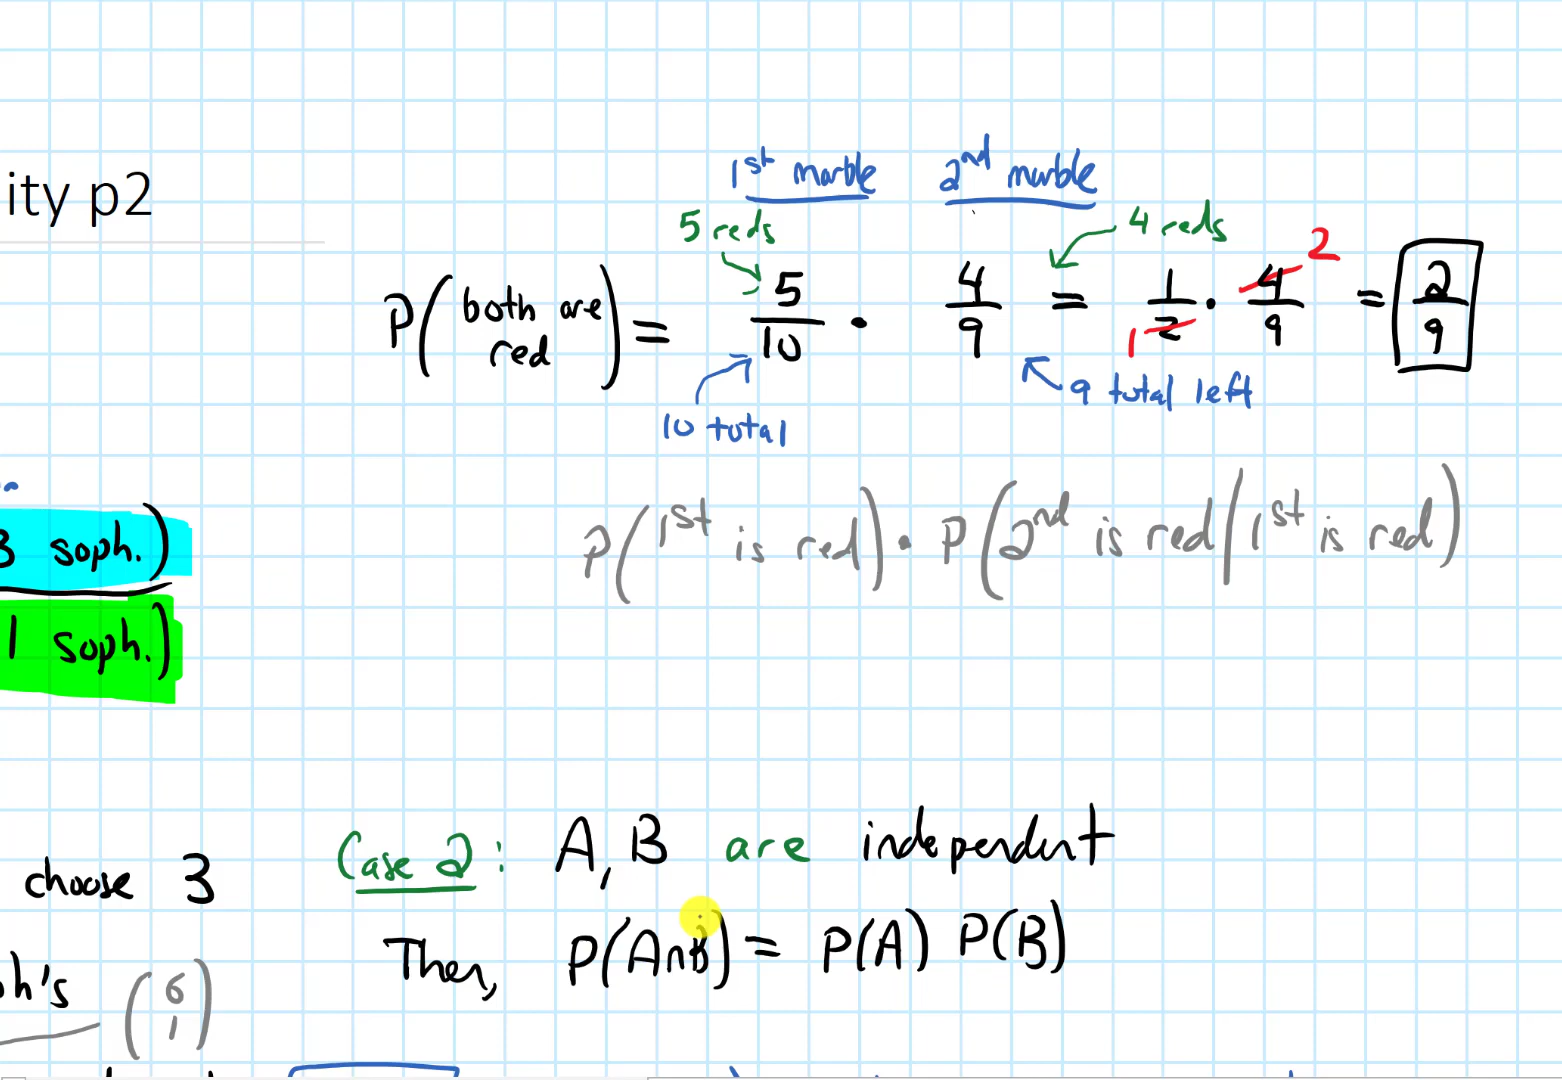 ity p2
1st marble 2nd marble
5 reds 4 reds
P(both are red) = 5/10 · 4/9 = 1/2 · 4/9 = 2/9
1 2
10 total 9 total left
P(1st is red) · P(2nd is red | 1st is red)
3 soph.)
1 soph.)
choose 3
Case 2: A, B are independent
Then, P(A∩B) = P(A) P(B)
h's (6 1)